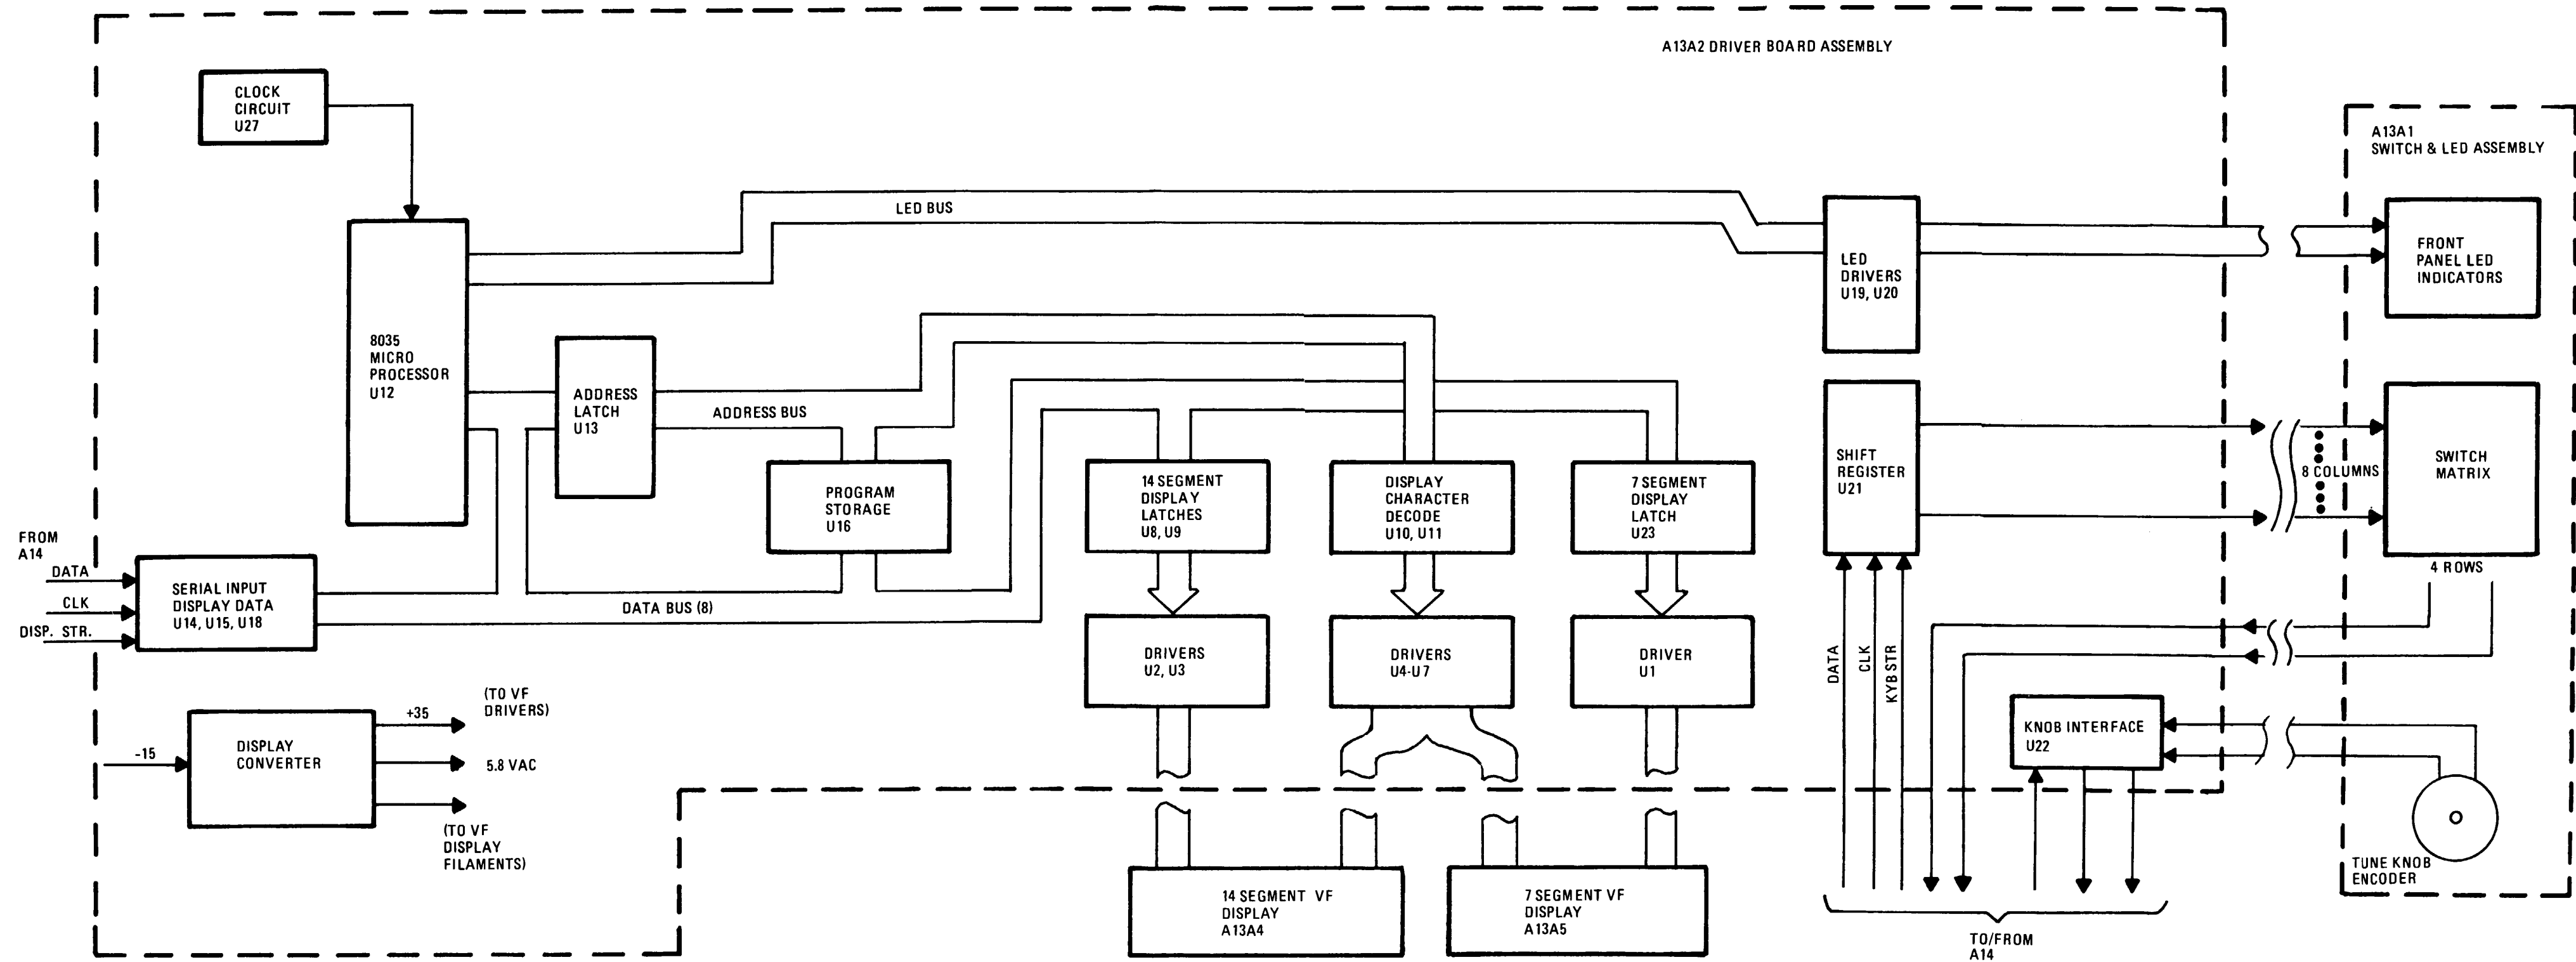 A13A2 DRIVER BOARD ASSEMBLY
CLOCK
CIRCUIT
U27
A13A1
SWITCH & LED ASSEMBLY
LED BUS
LED
DRIVERS
U19, U20
FRONT
PANEL LED
INDICATORS
8035
MICRO
PROCESSOR
U12
ADDRESS
LATCH
U13
ADDRESS BUS
PROGRAM
STORAGE
U16
14 SEGMENT
DISPLAY
LATCHES
U8, U9
DISPLAY
CHARACTER
DECODE
U10, U11
7 SEGMENT
DISPLAY
LATCH
U23
SHIFT
REGISTER
U21
8 COLUMNS
SWITCH
MATRIX
4 ROWS
FROM
A14
DATA
CLK
DISP. STR.
SERIAL INPUT
DISPLAY DATA
U14, U15, U18
DATA BUS (8)
DRIVERS
U2, U3
DRIVERS
U4-U7
DRIVER
U1
DATA
CLK
KYB STR
KNOB INTERFACE
U22
-15
DISPLAY
CONVERTER
+35
(TO VF
DRIVERS)
5.8 VAC
(TO VF
DISPLAY
FILAMENTS)
14 SEGMENT VF
DISPLAY
A13A4
7 SEGMENT VF
DISPLAY
A13A5
TUNE KNOB
ENCODER
TO/FROM
A14